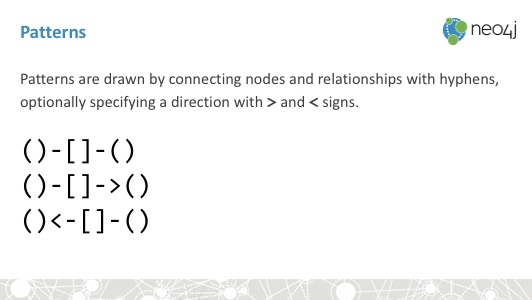 Patterns
neo4j
Patterns are drawn by connecting nodes and relationships with hyphens,
optionally specifying a direction with > and < signs.
()-[]-()
()-[]->()
()<-[]-()